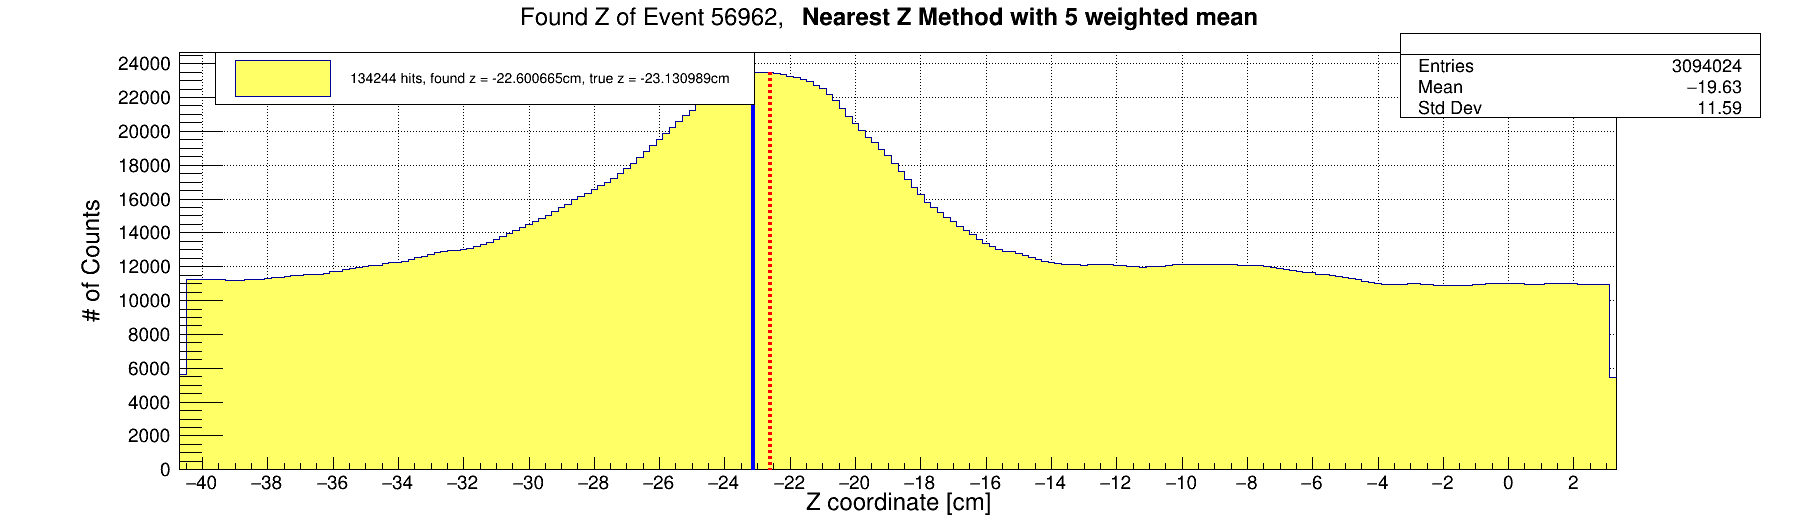 Found Z of Event 56962, Nearest Z Method with 5 weighted mean
134244 hits, found z = -22.600665cm, true z = -23.130989cm
Entries 3094024
Mean −19.63
Std Dev 11.59
# of Counts
24000
22000
20000
18000
16000
14000
12000
10000
8000
6000
4000
2000
0
−40 −38 −36 −34 −32 −30 −28 −26 −24 −22 −20 −18 −16 −14 −12 −10 −8 −6 −4 −2 0 2
Z coordinate [cm]